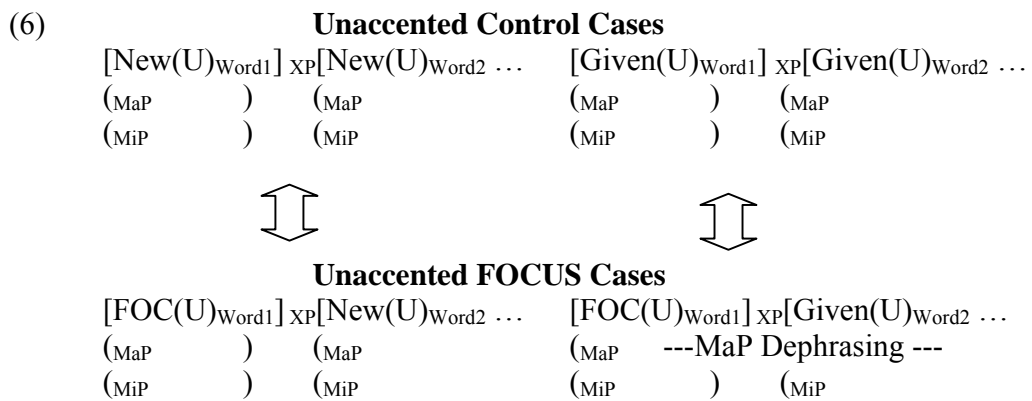 (6) Unaccented Control Cases
[New(U)Word1] XP[New(U)Word2 … [Given(U)Word1] XP[Given(U)Word2 …
(MaP ) (MaP (MaP ) (MaP
(MiP ) (MiP (MiP ) (MiP
Unaccented FOCUS Cases
[FOC(U)Word1] XP[New(U)Word2 … [FOC(U)Word1] XP[Given(U)Word2 …
(MaP ) (MaP (MaP ---MaP Dephrasing ---
(MiP ) (MiP (MiP ) (MiP